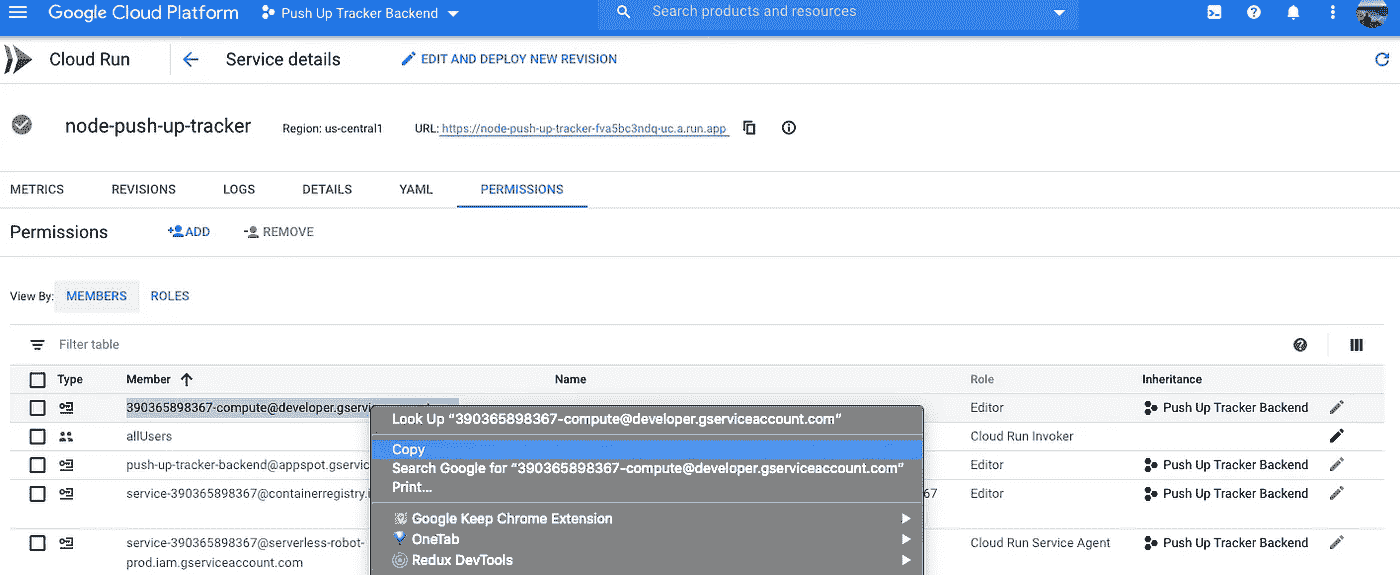 Google Cloud Platform Push Up Tracker Backend Search products and resources
Cloud Run Service details EDIT AND DEPLOY NEW REVISION
node-push-up-tracker Region: us-central1 URL: https://node-push-up-tracker-fva5bc3ndq-uc.a.run.app
METRICS REVISIONS LOGS DETAILS YAML PERMISSIONS
Permissions ADD REMOVE
View By: MEMBERS ROLES
Filter table
Type Member Name Role Inheritance
390365898367-compute@developer.gservic Editor Push Up Tracker Backend
Look Up “390365898367-compute@developer.gserviceaccount.com”
allUsers Cloud Run Invoker
Copy
push-up-tracker-backend@appspot.gservic Editor Push Up Tracker Backend
Search Google for “390365898367-compute@developer.gserviceaccount.com”
Print...
service-390365898367@containerregistry.i 67 Editor Push Up Tracker Backend
Google Keep Chrome Extension
OneTab
service-390365898367@serverless-robot- Cloud Run Service Agent Push Up Tracker Backend
prod.iam.gserviceaccount.com
Redux DevTools